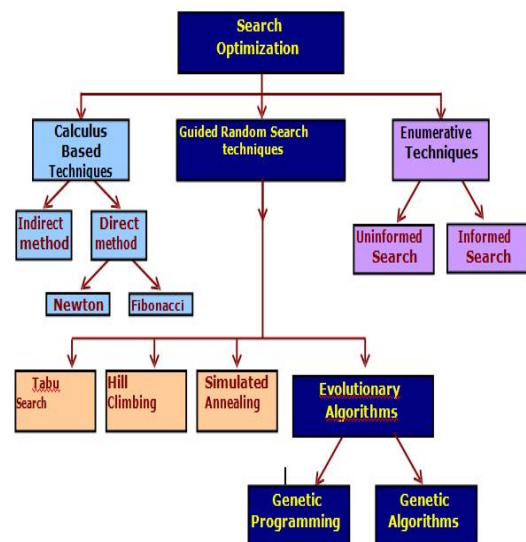 Search
Optimization
Calculus
Based
Techniques
Guided Random Search
techniques
Enumerative
Techniques
Indirect
method
Direct
method
Uninformed
Search
Informed
Search
Newton
Fibonacci
Tabu
Search
Hill
Climbing
Simulated
Annealing
Evolutionary
Algorithms
Genetic
Programming
Genetic
Algorithms